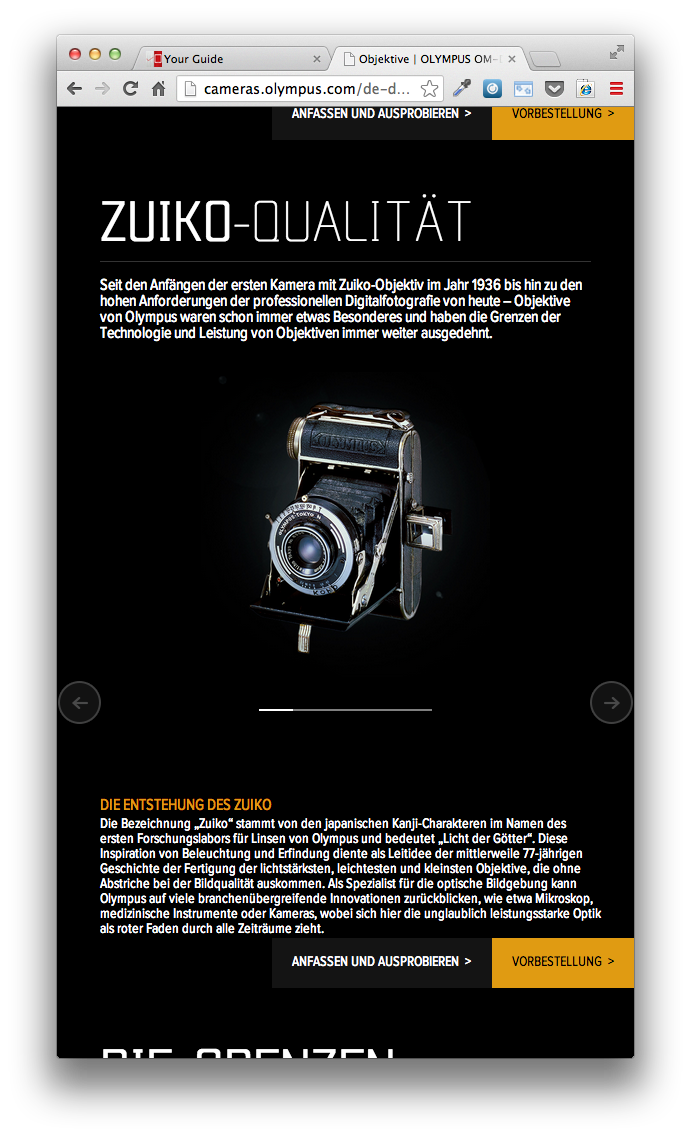 Your Guide
Objektive | OLYMPUS OM-
cameras.olympus.com/de-d...
ANFASSEN UND AUSPROBIEREN >
VORBESTELLUNG >
ZUIKO-QUALITÄT
Seit den Anfängen der ersten Kamera mit Zuiko-Objektiv im Jahr 1936 bis hin zu den
hohen Anforderungen der professionellen Digitalfotografie von heute – Objektive
von Olympus waren schon immer etwas Besonderes und haben die Grenzen der
Technologie und Leistung von Objektiven immer weiter ausgedehnt.
OLYMPUS
OLYMPUS-TOKYO
DIE ENTSTEHUNG DES ZUIKO
Die Bezeichnung „Zuiko“ stammt von den japanischen Kanji-Charakteren im Namen des
ersten Forschungslabors für Linsen von Olympus und bedeutet „Licht der Götter“. Diese
Inspiration von Beleuchtung und Erfindung diente als Leitidee der mittlerweile 77-jährigen
Geschichte der Fertigung der lichtstärksten, leichtesten und kleinsten Objektive, die ohne
Abstriche bei der Bildqualität auskommen. Als Spezialist für die optische Bildgebung kann
Olympus auf viele branchenübergreifende Innovationen zurückblicken, wie etwa Mikroskop,
medizinische Instrumente oder Kameras, wobei sich hier die unglaublich leistungsstarke Optik
als roter Faden durch alle Zeiträume zieht.
ANFASSEN UND AUSPROBIEREN >
VORBESTELLUNG >
DIE GRENZEN